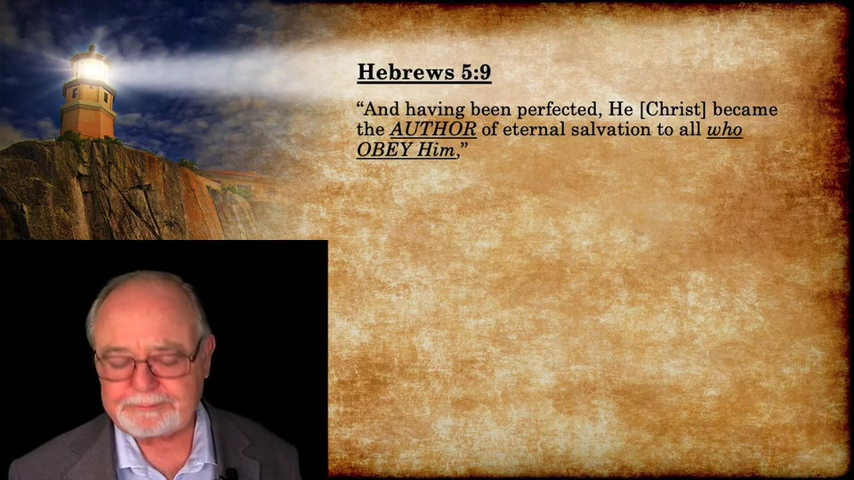 Hebrews 5:9
“And having been perfected, He [Christ] became
the AUTHOR of eternal salvation to all who
OBEY Him,”